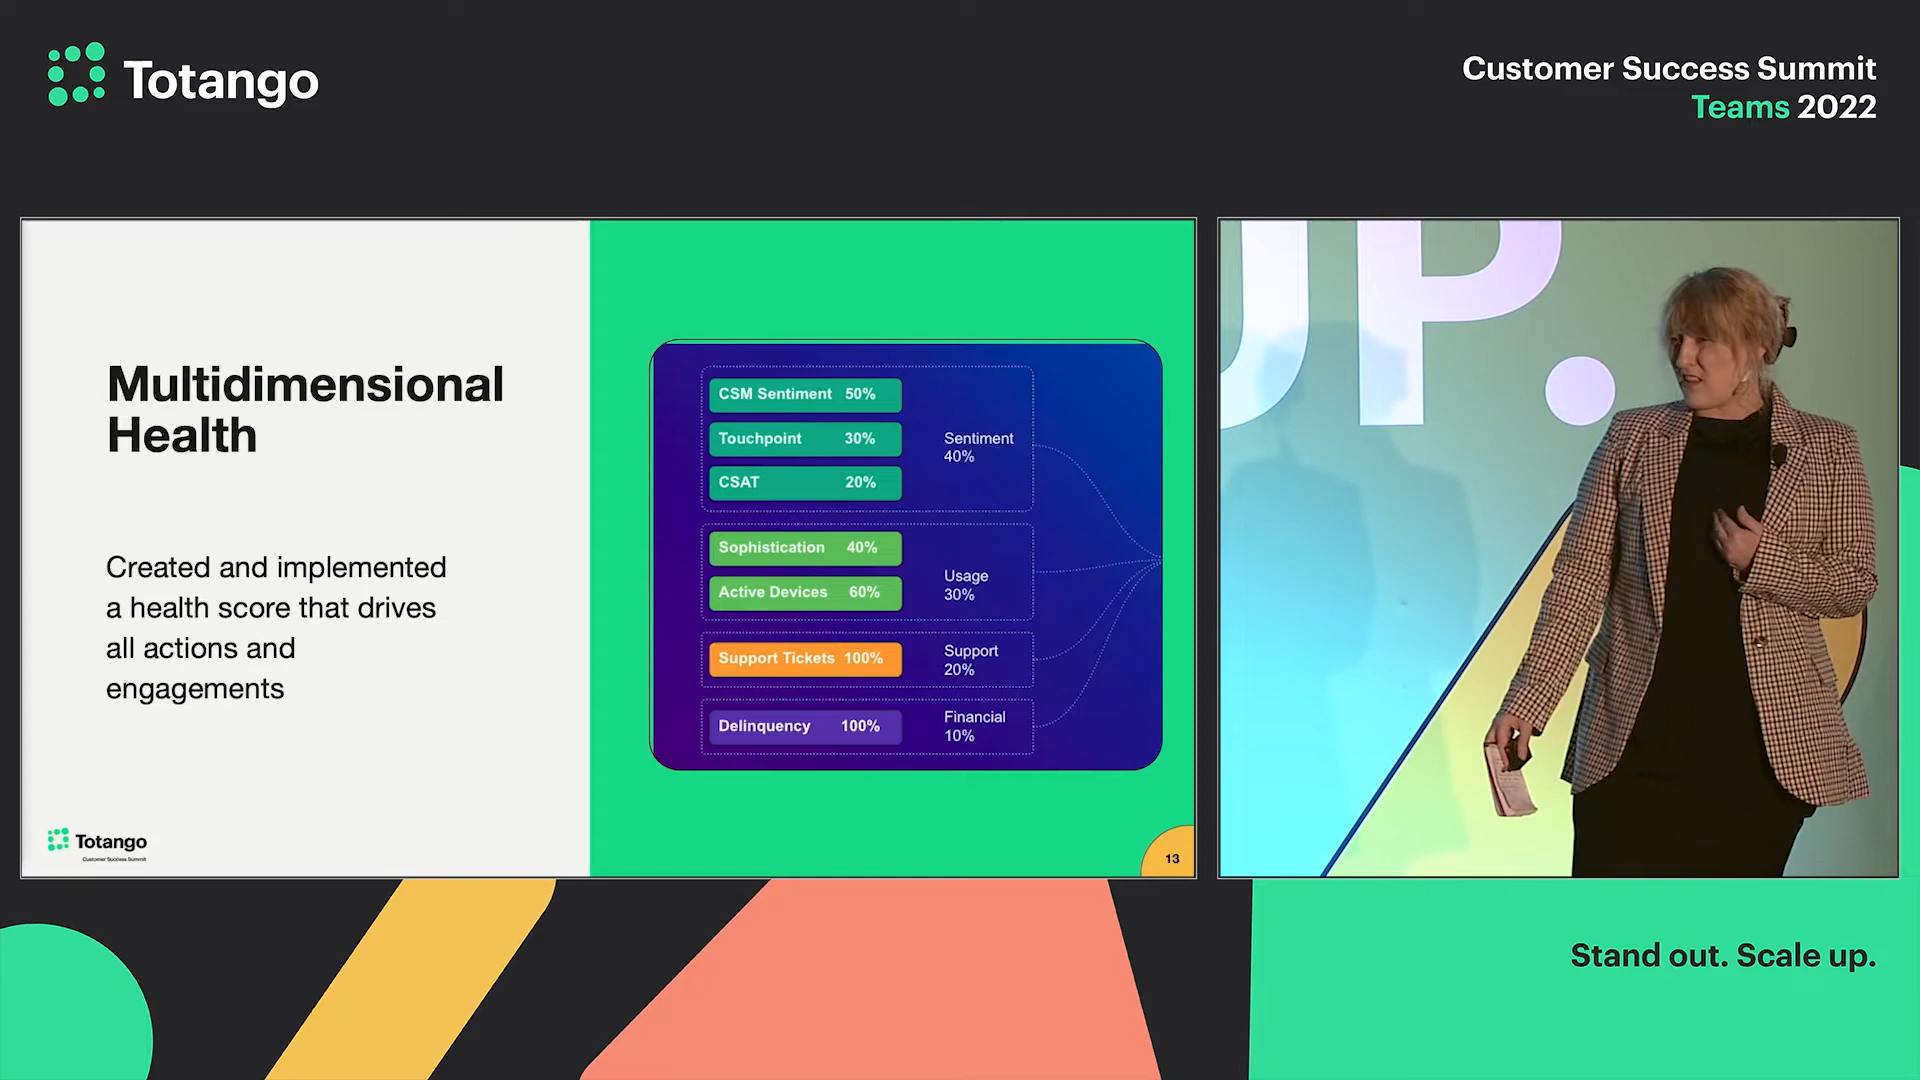 Totango
Customer Success Summit
Teams 2022
Multidimensional
Health
Created and implemented
a health score that drives
all actions and
engagements
CSM Sentiment 50%
Touchpoint 30%
CSAT 20%
Sentiment
40%
Sophistication 40%
Active Devices 60%
Usage
30%
Support Tickets 100%
Support
20%
Delinquency 100%
Financial
10%
Totango
Customer Success Summit
13
UP.
Stand out. Scale up.